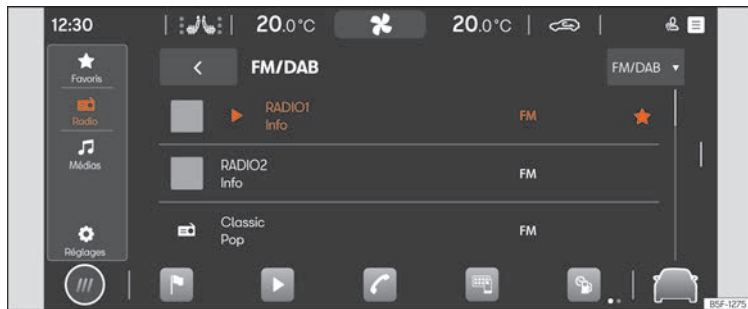 12:30
20.0°C
20.0°C
FM/DAB
FM/DAB
Favoris
Radio
Médias
Réglages
RADIO1
Info
FM
RADIO2
Info
FM
Classic
Pop
FM
B5F-1275